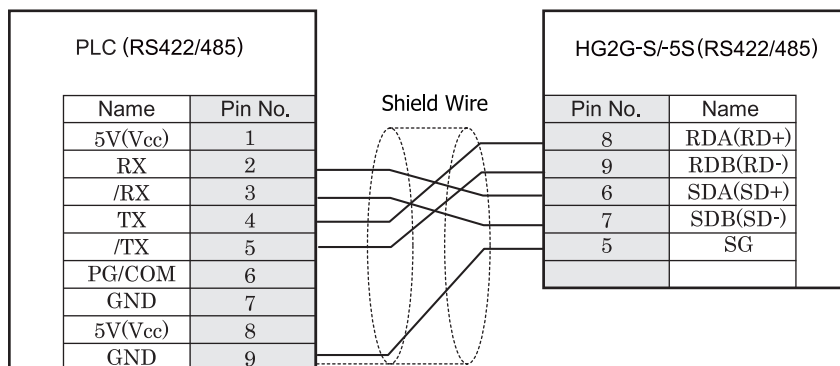 PLC (RS422/485)
Name Pin No.
5V(Vcc) 1
RX 2
/RX 3
TX 4
/TX 5
PG/COM 6
GND 7
5V(Vcc) 8
GND 9
Shield Wire
HG2G-S/-5S(RS422/485)
Pin No. Name
8 RDA(RD+)
9 RDB(RD-)
6 SDA(SD+)
7 SDB(SD-)
5 SG